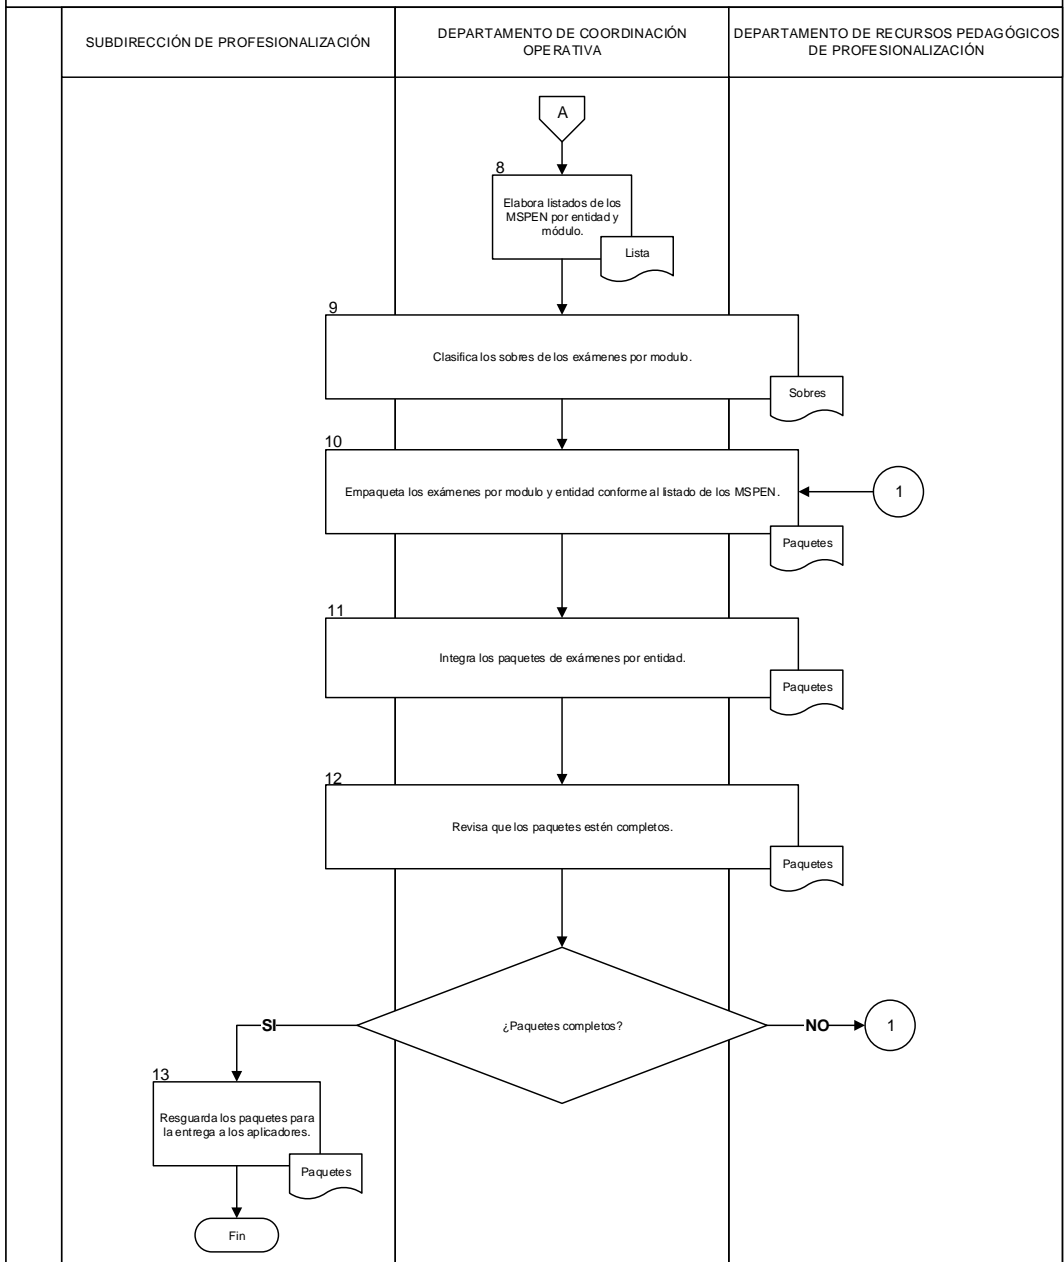 SUBDIRECCIÓN DE PROFESIONALIZACIÓN
DEPARTAMENTO DE COORDINACIÓN
OPERATIVA
DEPARTAMENTO DE RECURSOS PEDAGÓGICOS
DE PROFESIONALIZACIÓN
A
8
Elabora listados de los
MSPEN por entidad y
módulo.
Lista
9
Clasifica los sobres de los exámenes por modulo.
Sobres
10
Empaqueta los exámenes por modulo y entidad conforme al listado de los MSPEN.
1
Paquetes
11
Integra los paquetes de exámenes por entidad.
Paquetes
12
Revisa que los paquetes estén completos.
Paquetes
¿Paquetes completos?
SI
NO
1
13
Resguarda los paquetes para
la entrega a los aplicadores.
Paquetes
Fin